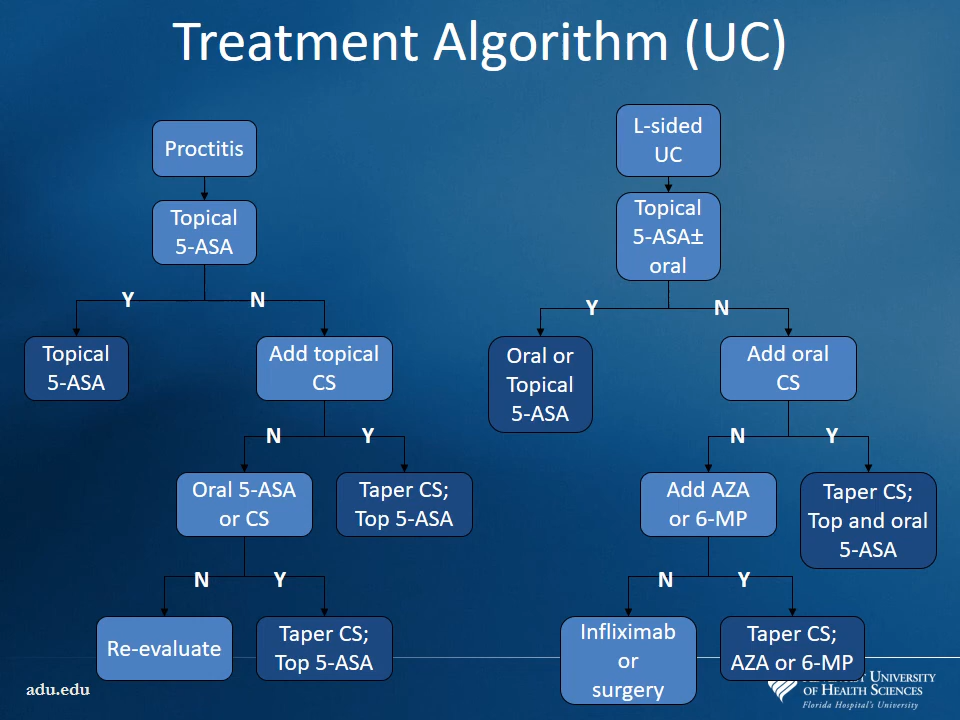 Treatment Algorithm (UC)
Proctitis
Topical
5-ASA
Y
N
Topical
5-ASA
Add topical
CS
N
Y
Oral 5-ASA
or CS
Taper CS;
Top 5-ASA
N
Y
Re-evaluate
Taper CS;
Top 5-ASA
L-sided
UC
Topical
5-ASA±
oral
Y
N
Oral or
Topical
5-ASA
Add oral
CS
N
Y
Add AZA
or 6-MP
Taper CS;
Top and oral
5-ASA
N
Y
Infliximab
or
surgery
Taper CS;
AZA or 6-MP
adu.edu
University
of Health Sciences
Florida Hospital's University